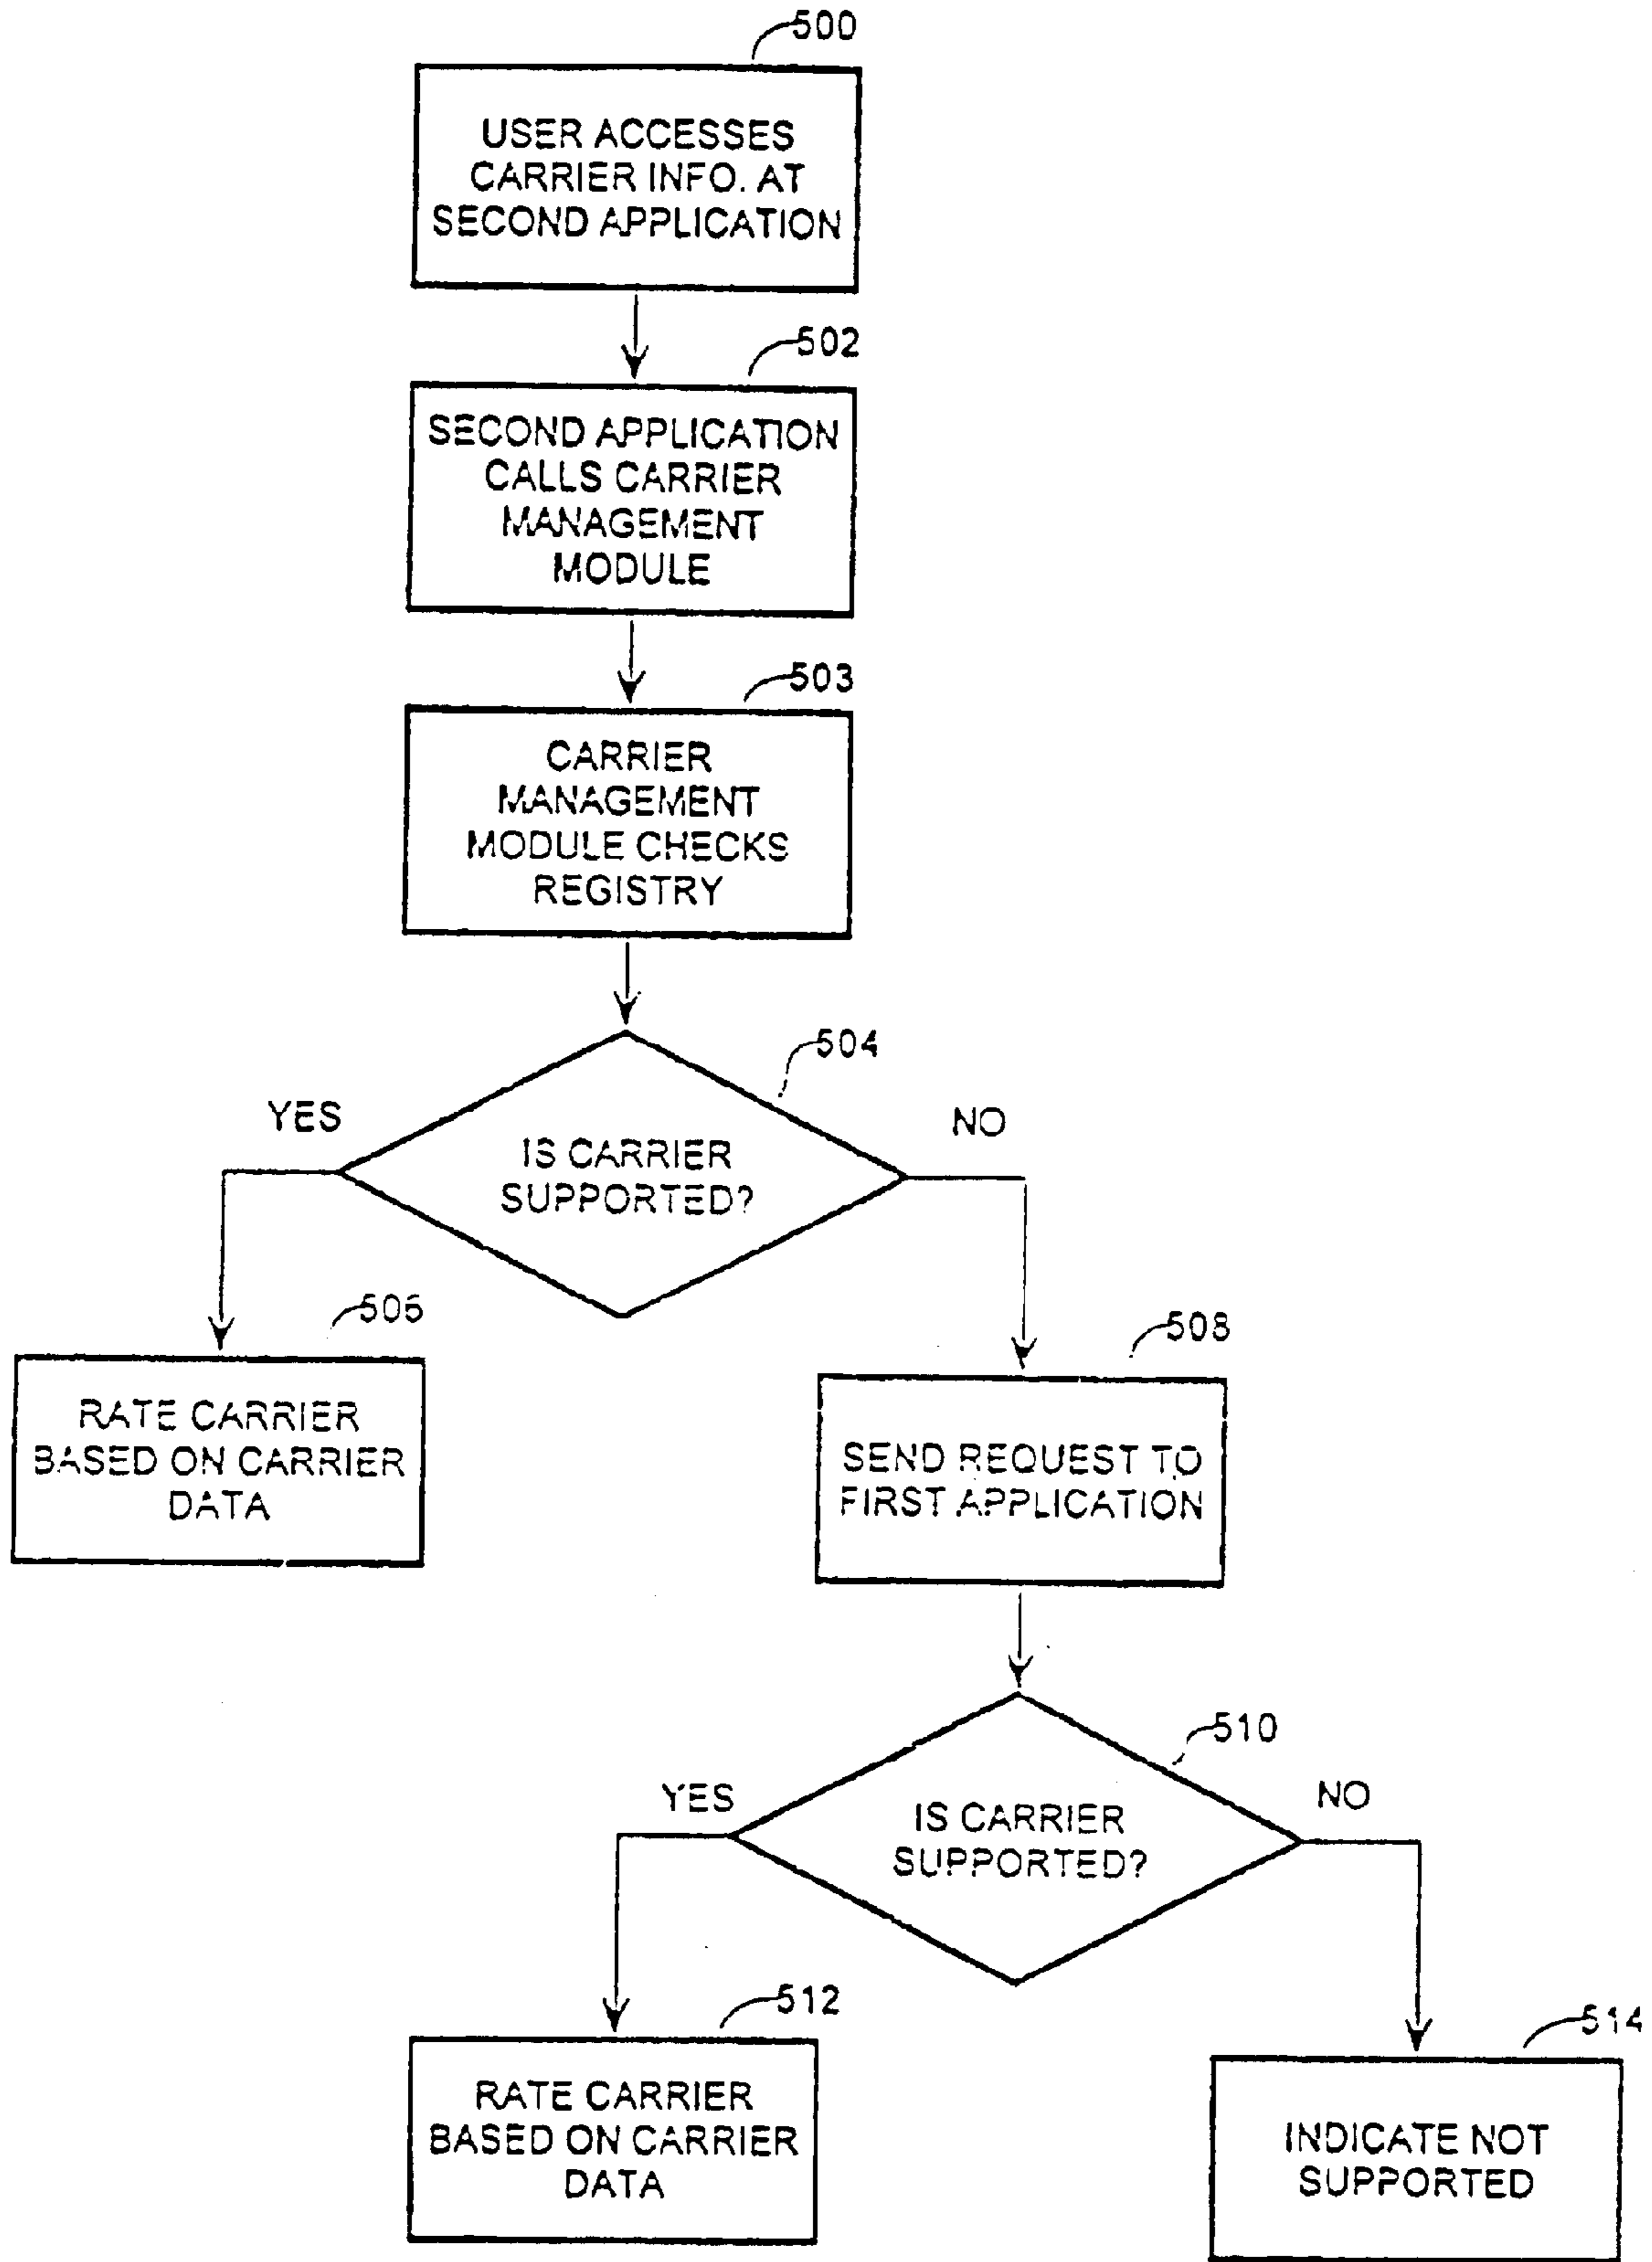 500
USER ACCESSES
CARRIER INFO. AT
SECOND APPLICATION
502
SECOND APPLICATION
CALLS CARRIER
MANAGEMENT
MODULE
503
CARRIER
MANAGEMENT
MODULE CHECKS
REGISTRY
504
YES
NO
IS CARRIER
SUPPORTED?
506
RATE CARRIER
BASED ON CARRIER
DATA
508
SEND REQUEST TO
FIRST APPLICATION
510
YES
NO
IS CARRIER
SUPPORTED?
512
RATE CARRIER
BASED ON CARRIER
DATA
514
INDICATE NOT
SUPPORTED